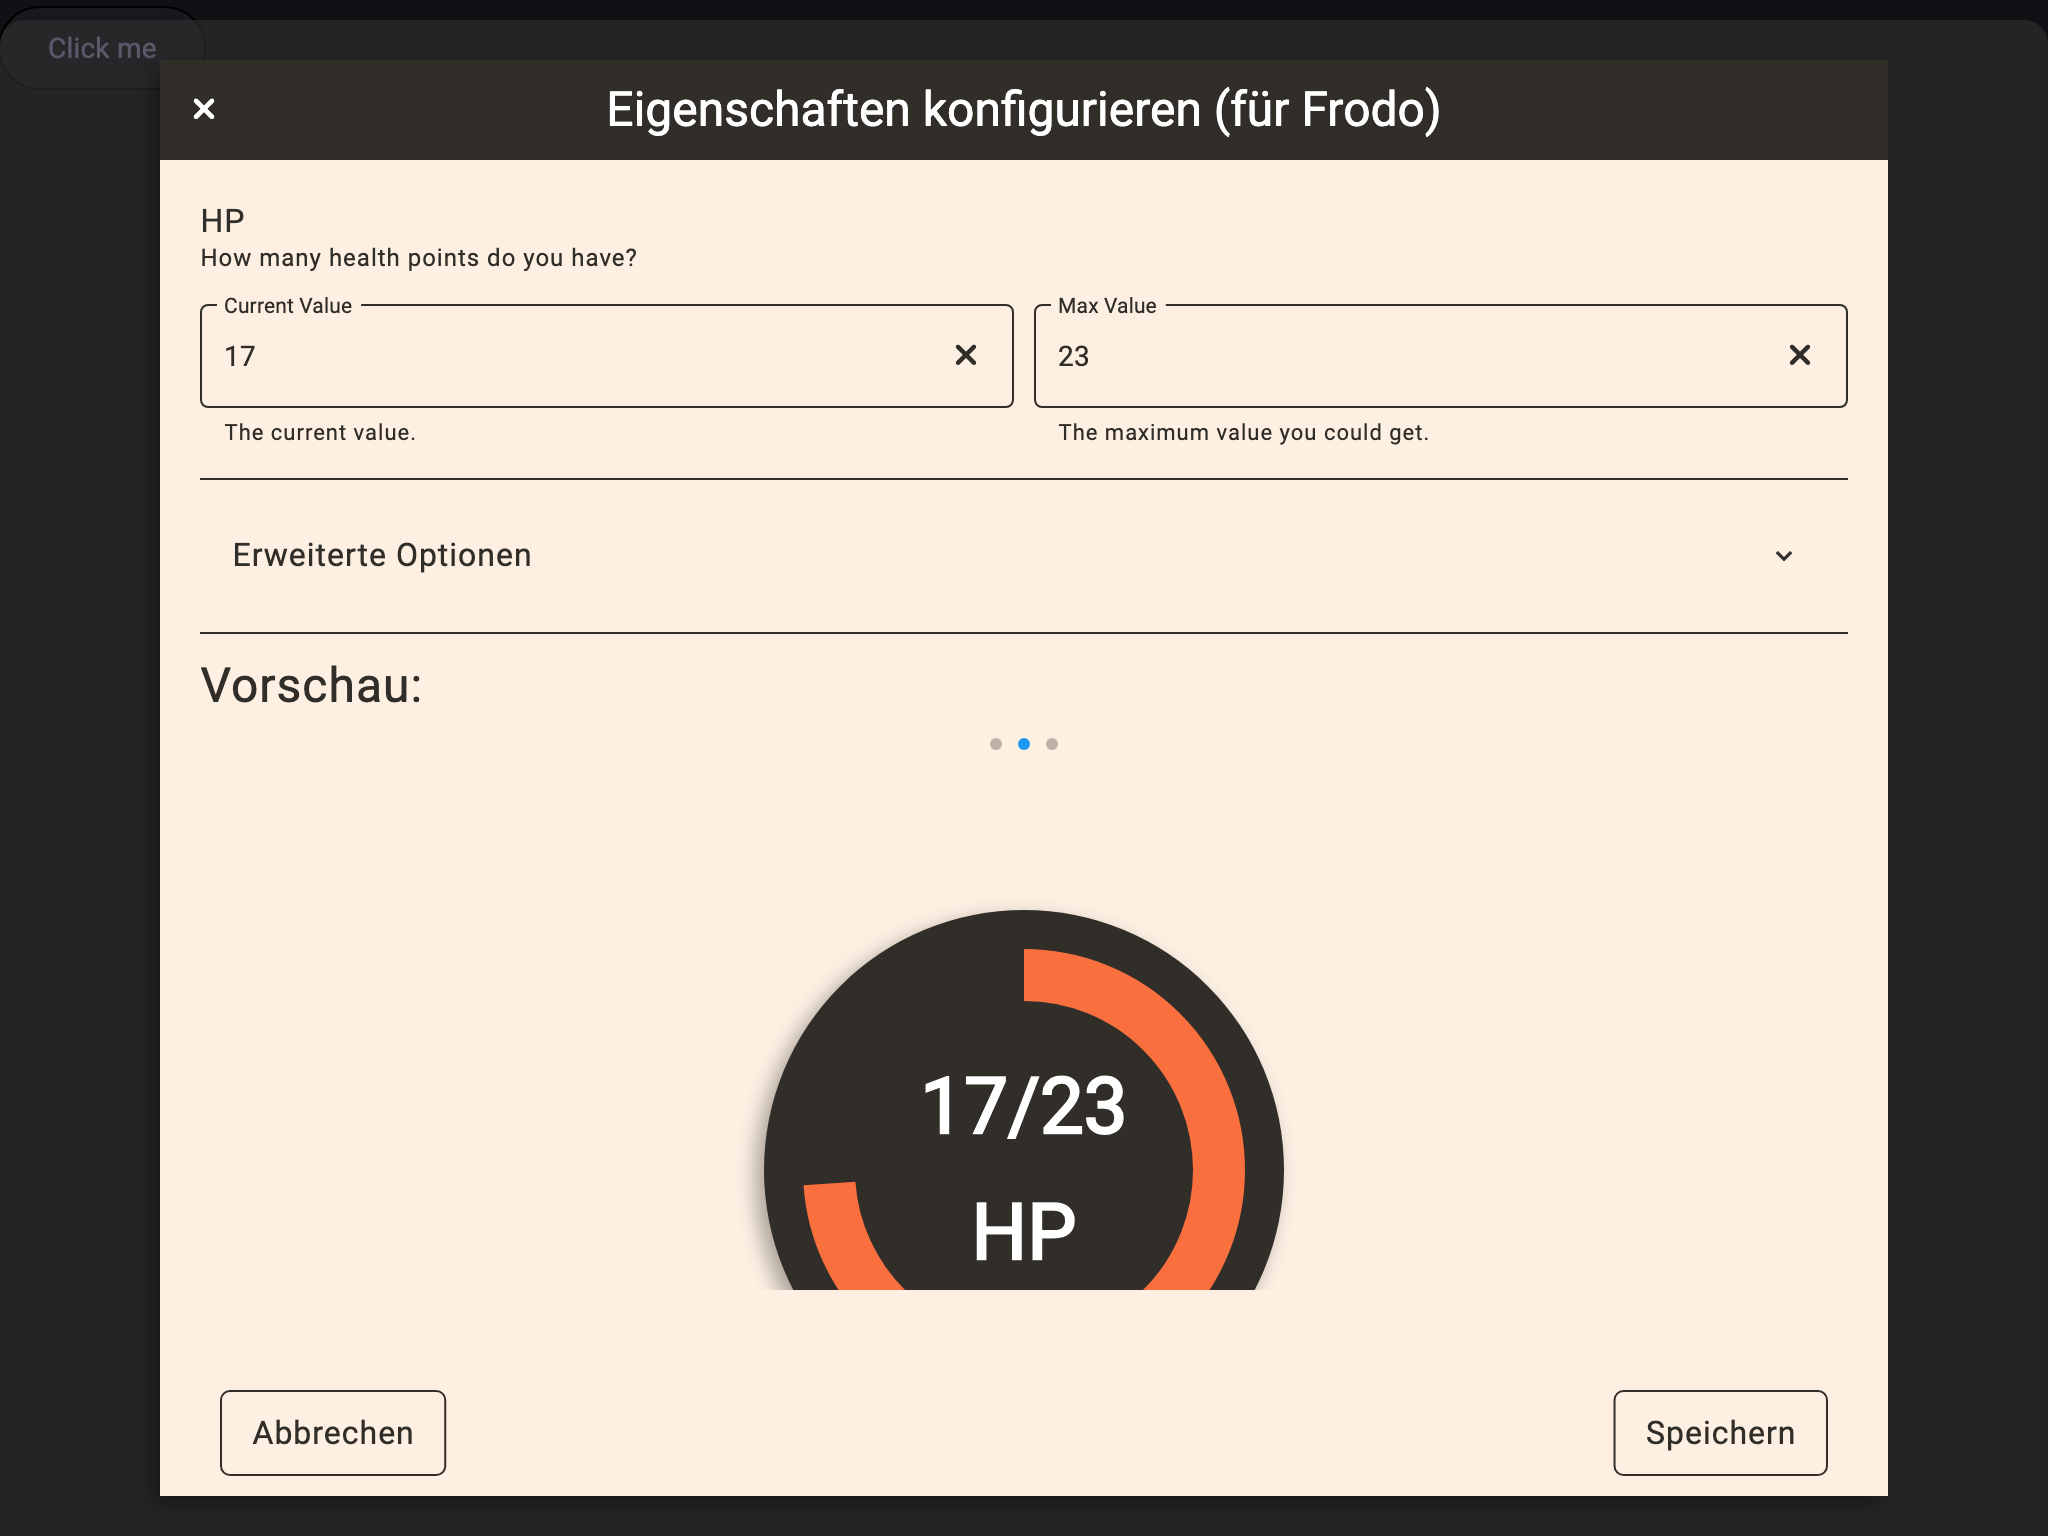 Click me
Eigenschaften konfigurieren (für Frodo)
HP
How many health points do you have?
Current Value
Max Value
17
23
The current value.
The maximum value you could get.
Erweiterte Optionen
Vorschau:
17/23
HP
Abbrechen
Speichern